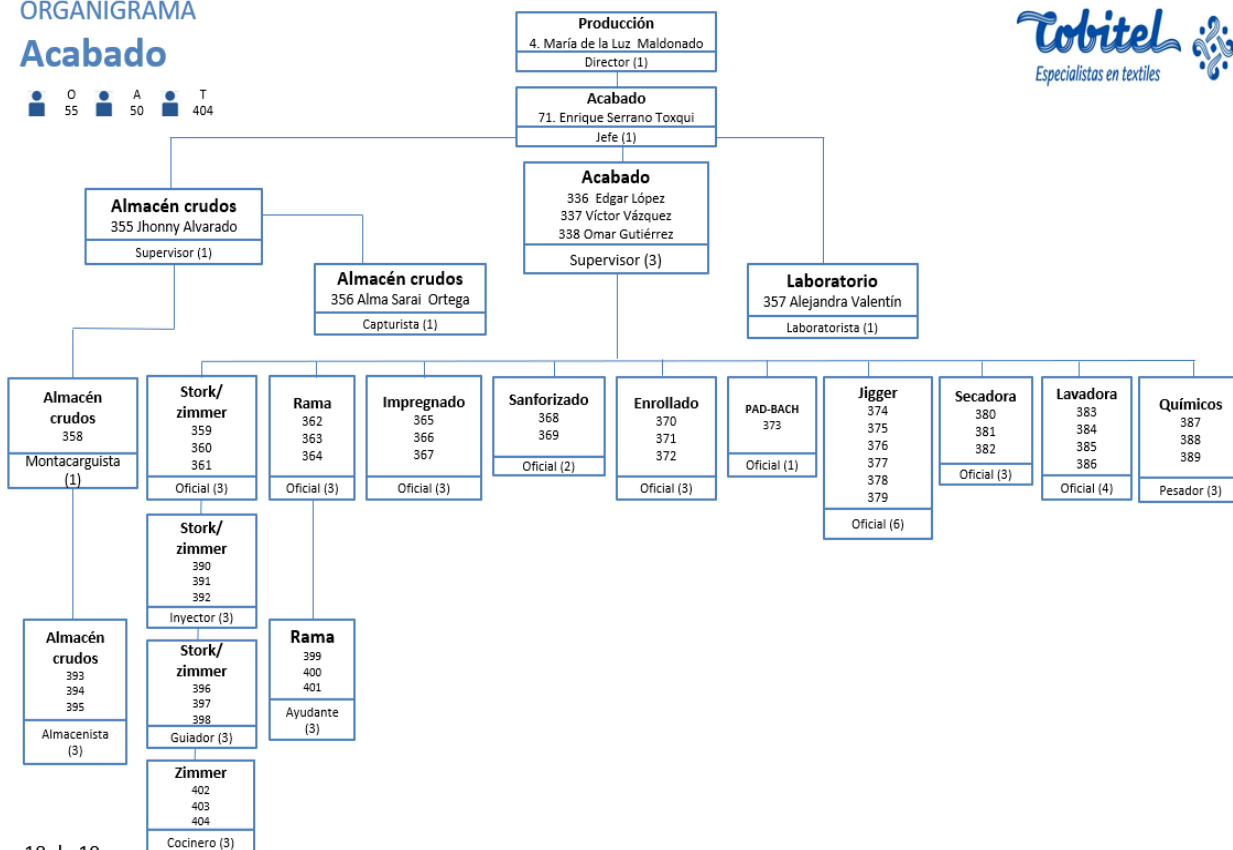 ORGANIGRAMA
Acabado
O
55
A
50
T
404
Tobitel
Especialistas en textiles
Producción
4. María de la Luz Maldonado
Director (1)
Acabado
71. Enrique Serrano Toxqui
Jefe (1)
Almacén crudos
355 Jhonny Alvarado
Supervisor (1)
Acabado
336 Edgar López
337 Víctor Vázquez
338 Omar Gutiérrez
Supervisor (3)
Almacén crudos
356 Alma Sarai Ortega
Capturista (1)
Laboratorio
357 Alejandra Valentín
Laboratorista (1)
Almacén
crudos
358
Montacarguista
(1)
Stork/
zimmer
359
360
361
Oficial (3)
Rama
362
363
364
Oficial (3)
Impregnado
365
366
367
Oficial (3)
Sanforizado
368
369
Oficial (2)
Enrollado
370
371
372
Oficial (3)
PAD-BACH
373
Oficial (1)
Jigger
374
375
376
377
378
379
Oficial (6)
Secadora
380
381
382
Oficial (3)
Lavadora
383
384
385
386
Oficial (4)
Químicos
387
388
389
Pesador (3)
Stork/
zimmer
390
391
392
Inyector (3)
Almacén
crudos
393
394
395
Almacenista
(3)
Stork/
zimmer
396
397
398
Guiador (3)
Rama
399
400
401
Ayudante
(3)
Zimmer
402
403
404
Cocinero (3)